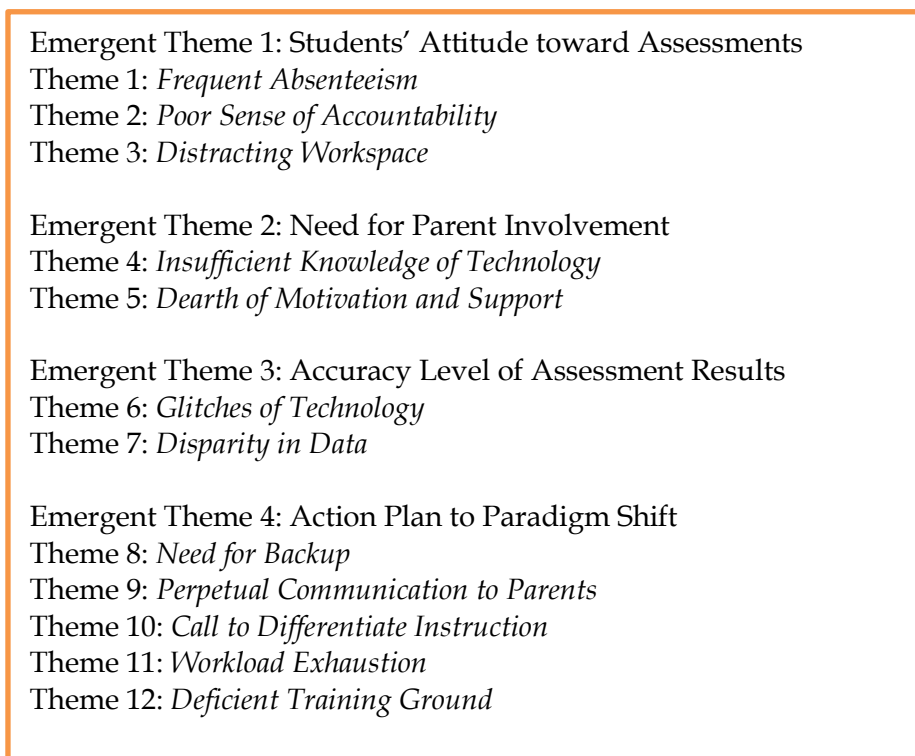 Emergent Theme 1: Students’ Attitude toward Assessments
Theme 1: Frequent Absenteeism
Theme 2: Poor Sense of Accountability
Theme 3: Distracting Workspace
Emergent Theme 2: Need for Parent Involvement
Theme 4: Insufficient Knowledge of Technology
Theme 5: Dearth of Motivation and Support
Emergent Theme 3: Accuracy Level of Assessment Results
Theme 6: Glitches of Technology
Theme 7: Disparity in Data
Emergent Theme 4: Action Plan to Paradigm Shift
Theme 8: Need for Backup
Theme 9: Perpetual Communication to Parents
Theme 10: Call to Differentiate Instruction
Theme 11: Workload Exhaustion
Theme 12: Deficient Training Ground